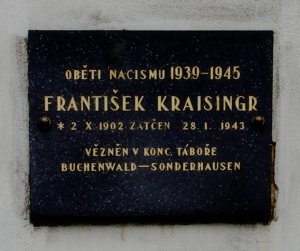 OBĚTI NACISMU 1939-1945
FRANTIŠEK KRAISINGR
* 2. X. 1902 ZATČEN 28. 1. 1943
VĚZNĚN V KONC. TÁBOŘE
BUCHENWALD—SONDERHAUSEN